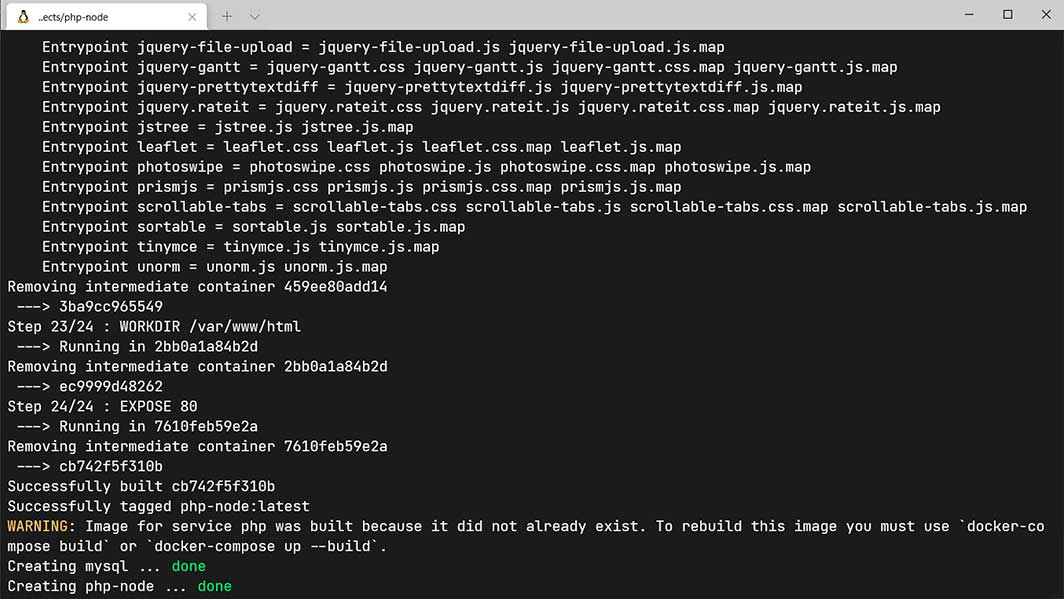 ..ects/php-node
Entrypoint jquery-file-upload = jquery-file-upload.js jquery-file-upload.js.map
Entrypoint jquery-gantt = jquery-gantt.css jquery-gantt.js jquery-gantt.css.map jquery-gantt.js.map
Entrypoint jquery-prettytextdiff = jquery-prettytextdiff.js jquery-prettytextdiff.js.map
Entrypoint jquery.rateit = jquery.rateit.css jquery.rateit.js jquery.rateit.css.map jquery.rateit.js.map
Entrypoint jstree = jstree.js jstree.js.map
Entrypoint leaflet = leaflet.css leaflet.js leaflet.css.map leaflet.js.map
Entrypoint photoswipe = photoswipe.css photoswipe.js photoswipe.css.map photoswipe.js.map
Entrypoint prismjs = prismjs.css prismjs.js prismjs.css.map prismjs.js.map
Entrypoint scrollable-tabs = scrollable-tabs.css scrollable-tabs.js scrollable-tabs.css.map scrollable-tabs.js.map
Entrypoint sortable = sortable.js sortable.js.map
Entrypoint tinymce = tinymce.js tinymce.js.map
Entrypoint unorm = unorm.js unorm.js.map
Removing intermediate container 459ee80add14
---> 3ba9cc965549
Step 23/24 : WORKDIR /var/www/html
---> Running in 2bb0a1a84b2d
Removing intermediate container 2bb0a1a84b2d
---> ec9999d48262
Step 24/24 : EXPOSE 80
---> Running in 7610feb59e2a
Removing intermediate container 7610feb59e2a
---> cb742f5f310b
Successfully built cb742f5f310b
Successfully tagged php-node:latest
WARNING: Image for service php was built because it did not already exist. To rebuild this image you must use `docker-co
mpose build` or `docker-compose up --build`.
Creating mysql ... done
Creating php-node ... done